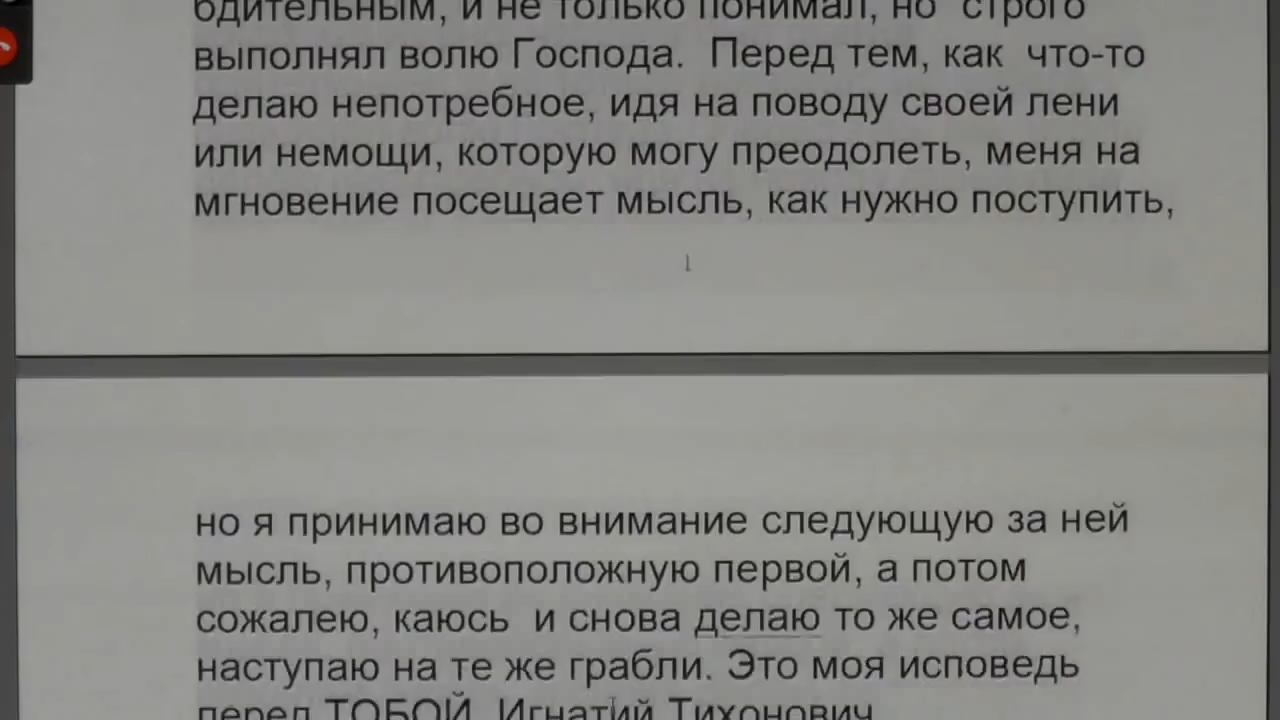 бдительным, и не только понимал, но строго
выполнял волю Господа. Перед тем, как что-то
делаю непотребное, идя на поводу своей лени
или немощи, которую могу преодолеть, меня на
мгновение посещает мысль, как нужно поступить,
1
но я принимаю во внимание следующую за ней
мысль, противоположную первой, а потом
сожалею, каюсь и снова делаю то же самое,
наступаю на те же грабли. Это моя исповедь
перед ТОБОЙ, Игнатий Тихонович